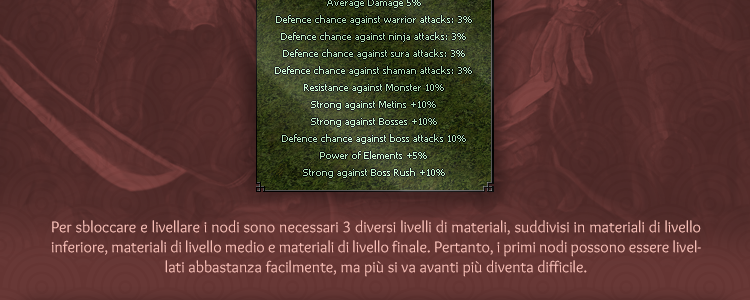 Average Damage 5%
Defence chance against warrior attacks: 3%
Defence chance against ninja attacks: 3%
Defence chance against sura attacks: 3%
Defence chance against shaman attacks: 3%
Resistance against Monster 10%
Strong against Metins +10%
Strong against Bosses +10%
Defence chance against boss attacks 10%
Power of Elements +5%
Strong against Boss Rush +10%
Per sbloccare e livellare i nodi sono necessari 3 diversi livelli di materiali, suddivisi in materiali di livello
inferiore, materiali di livello medio e materiali di livello finale. Pertanto, i primi nodi possono essere livel-
lati abbastanza facilmente, ma più si va avanti più diventa difficile.